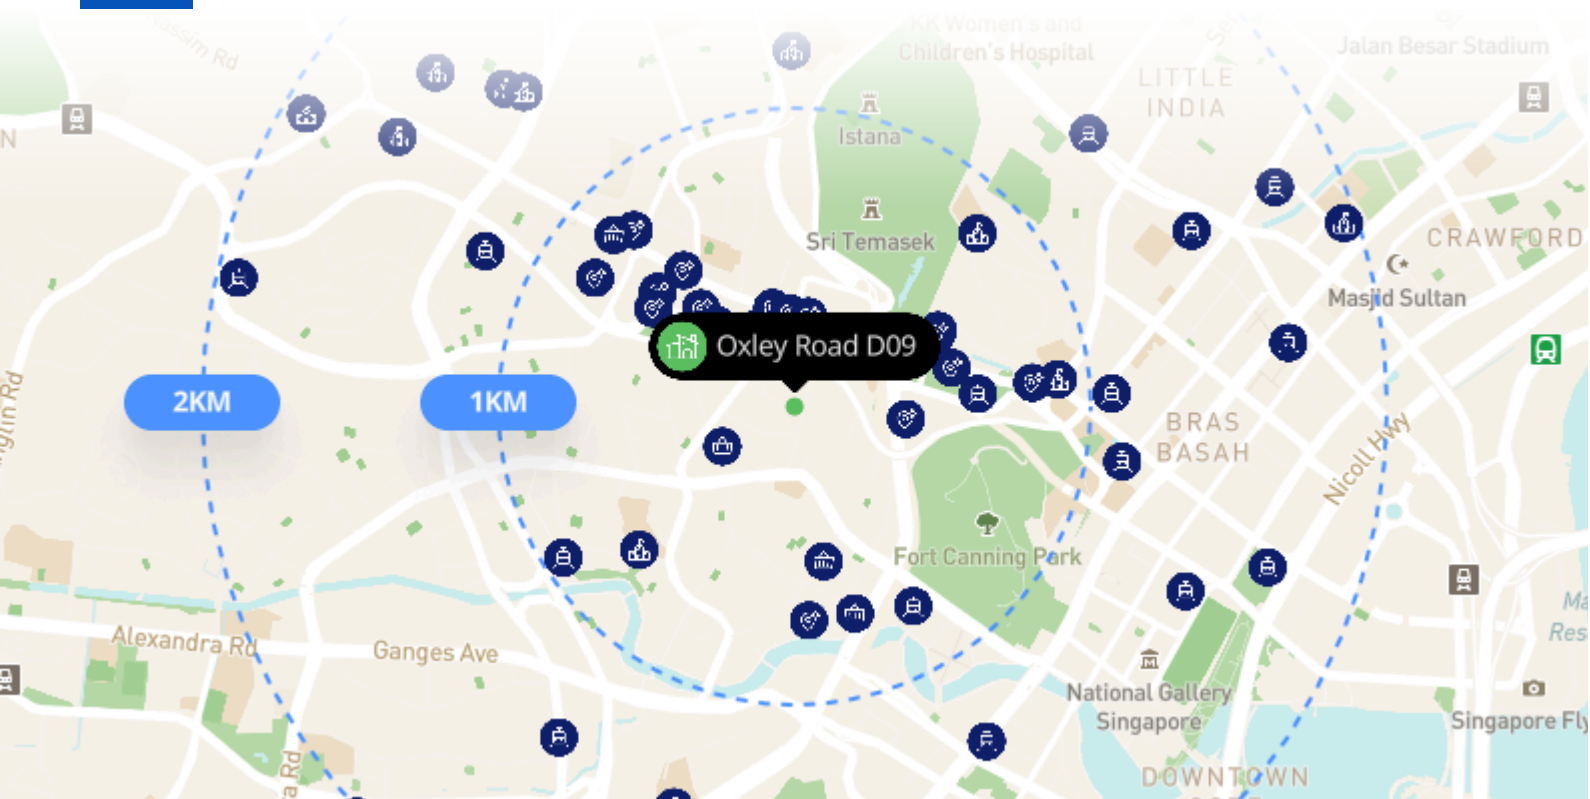 Nassim Rd
KK Women's and
Children's Hospital
Jalan Besar Stadium
LITTLE
INDIA
Istana
N
Sri Temasek
CRAWFORD
Masjid Sultan
Oxley Road D09
2KM
1KM
BRAS
BASAH
Nicoll Hwy
Fort Canning Park
Alexandra Rd
Ganges Ave
National Gallery
Singapore
Singapore Fly
DOWNTOWN